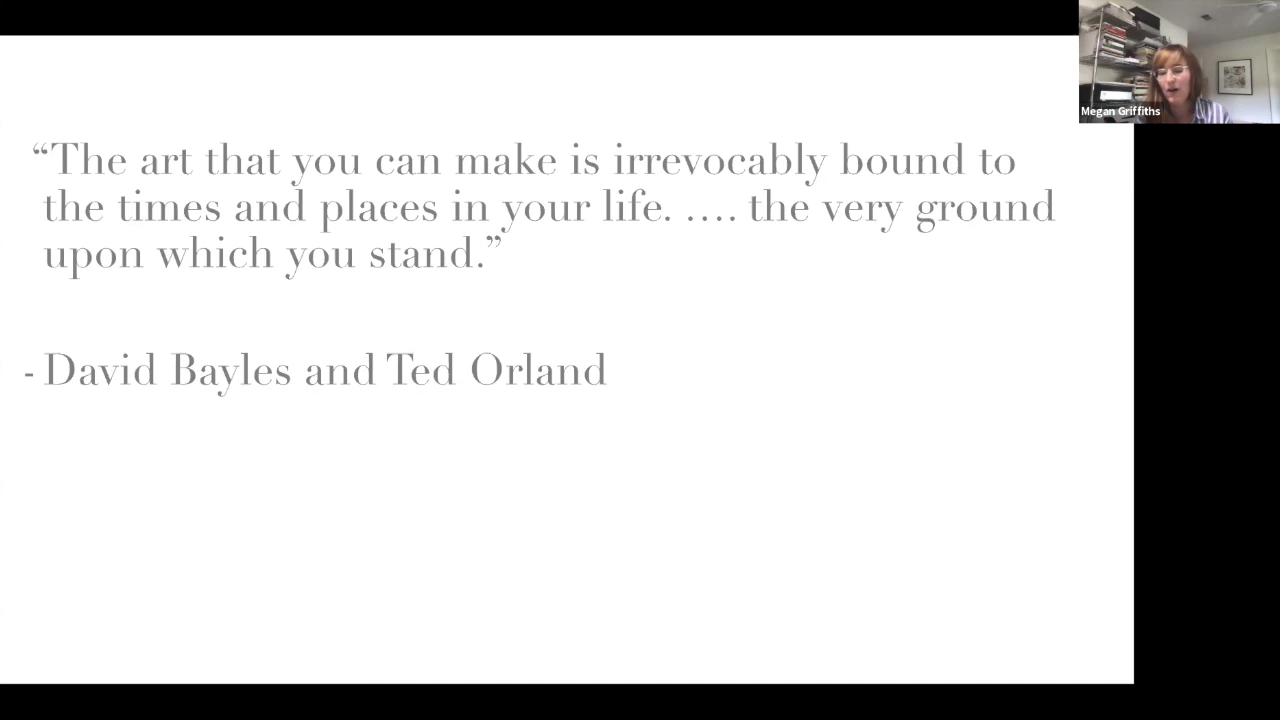 “The art that you can make is irrevocably bound to
the times and places in your life. .... the very ground
upon which you stand.”
- David Bayles and Ted Orland
Megan Griffiths